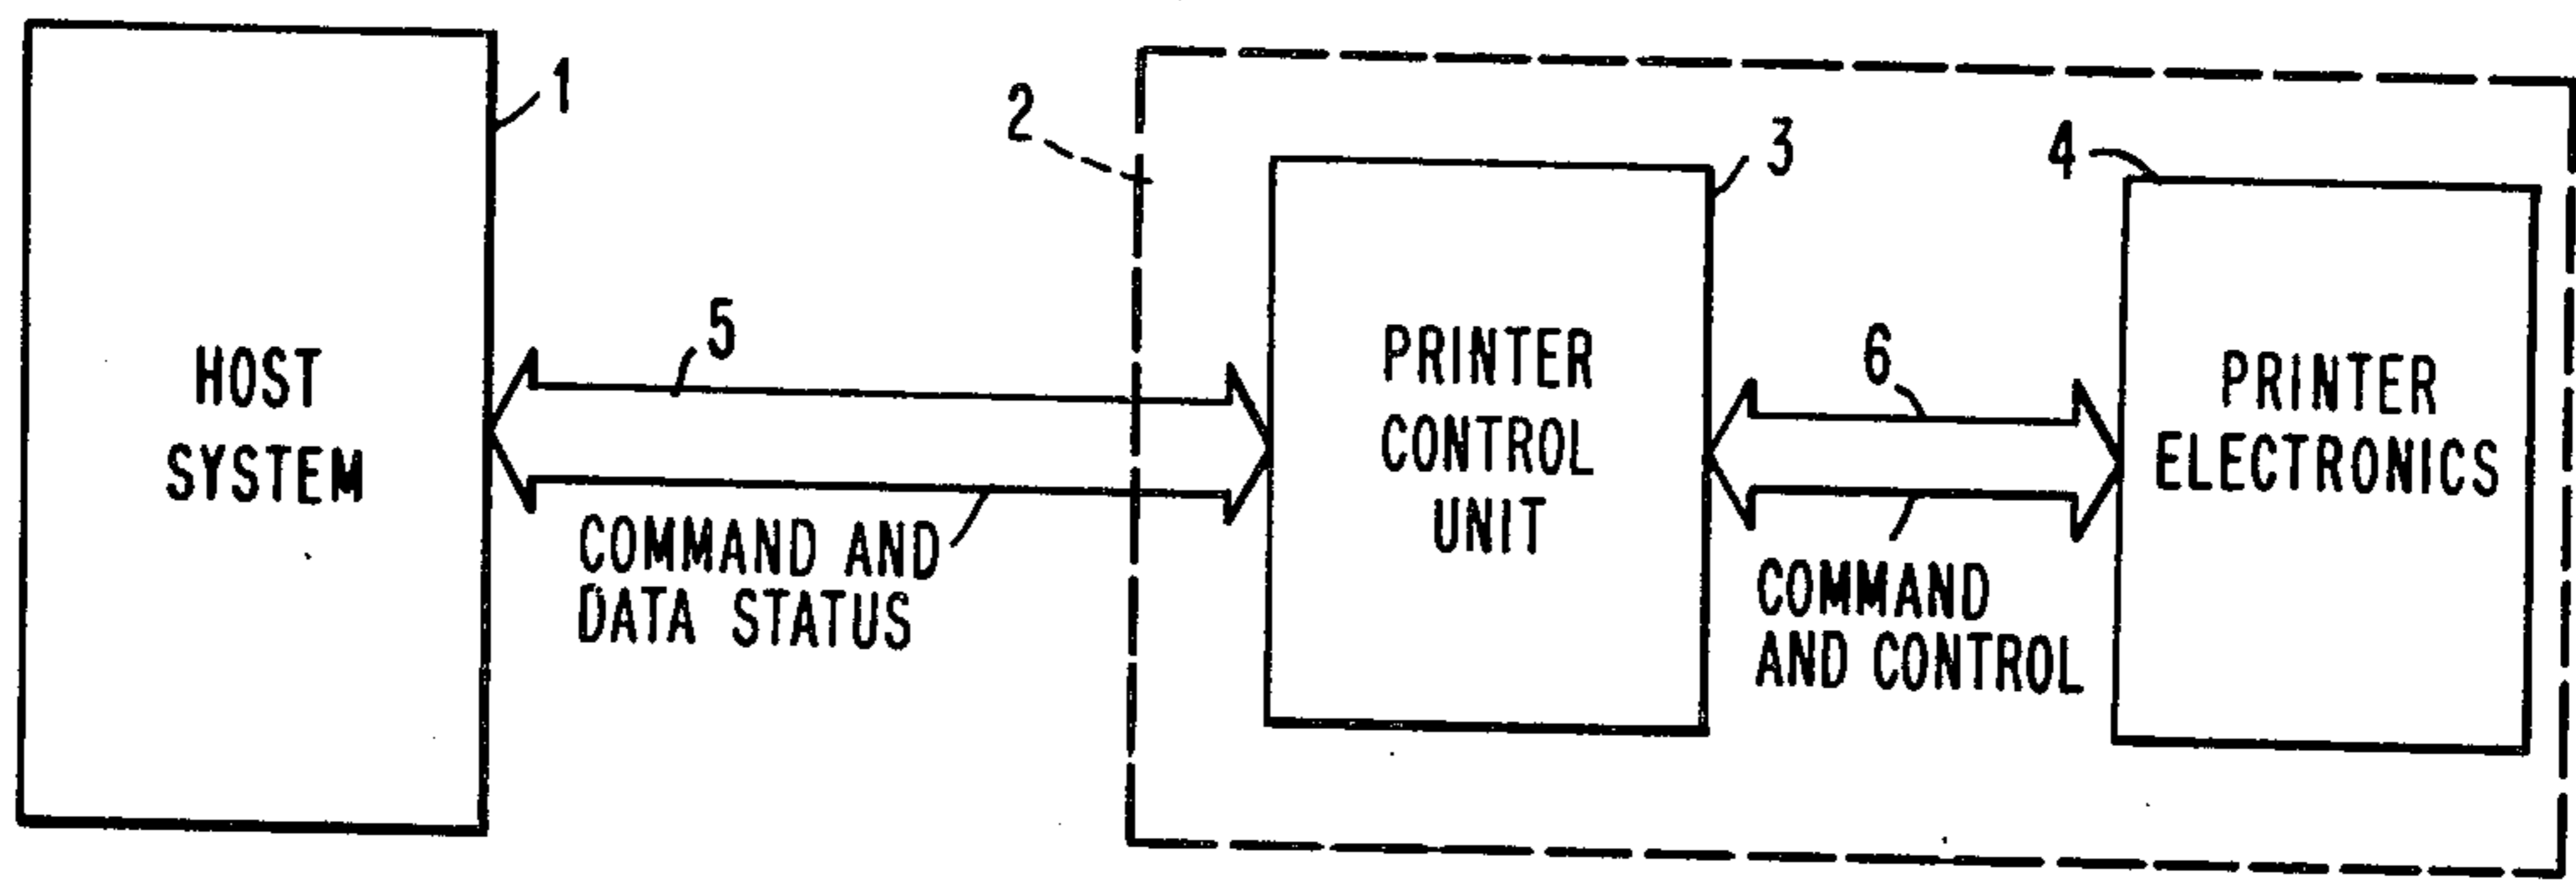 1
2
3
4
5
6
HOST
SYSTEM
COMMAND AND
DATA STATUS
PRINTER
CONTROL
UNIT
COMMAND
AND CONTROL
PRINTER
ELECTRONICS